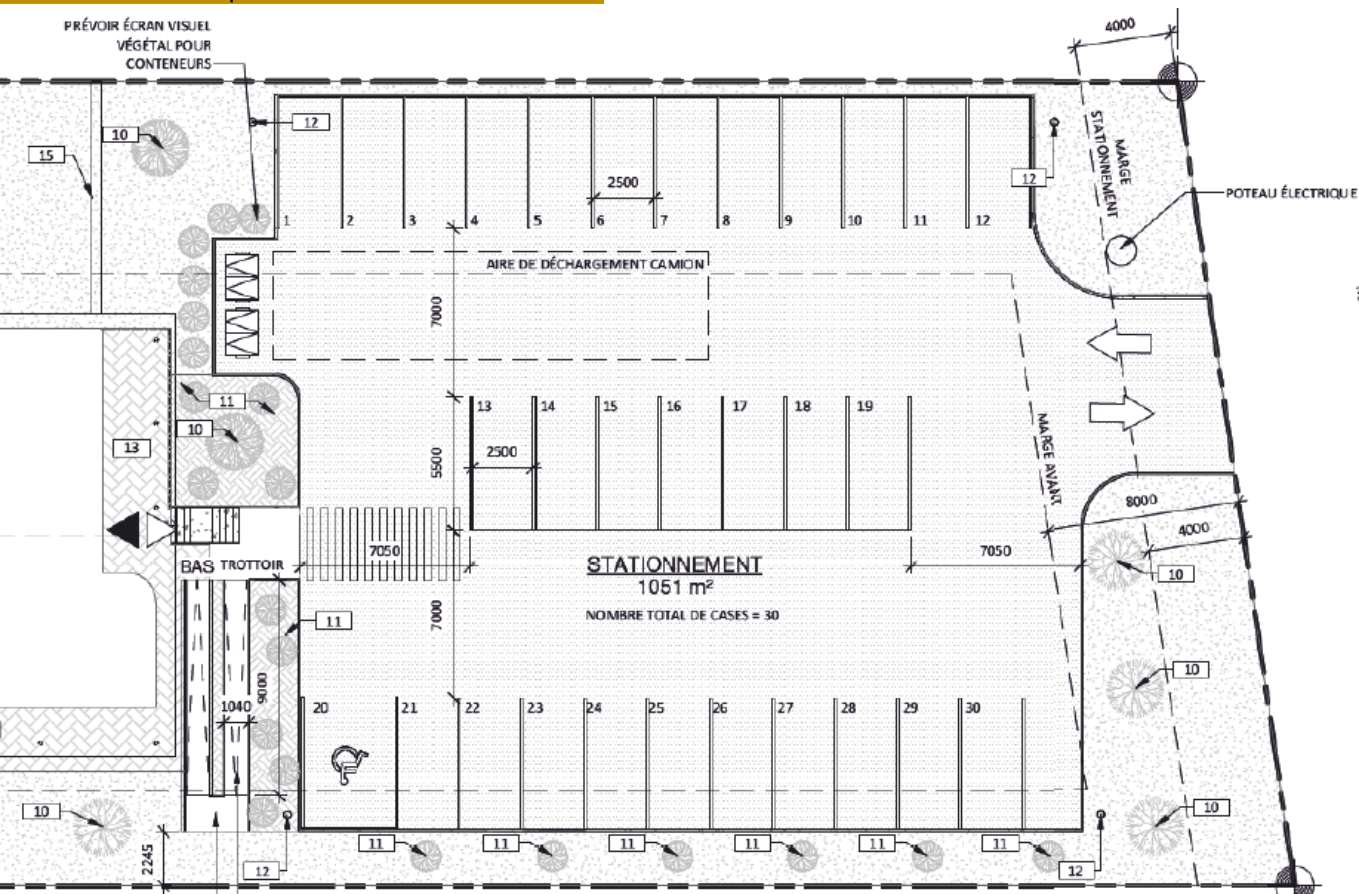 PRÉVOIR ÉCRAN VISUEL
VÉGÉTAL POUR
CONTENEURS
4000
12
10
15
MARGE
STATIONNEMENT
12
2500
POTEAU ÉLECTRIQUE
1 2 3 4 5 6 7 8 9 10 11 12
AIRE DE DÉCHARGEMENT CAMION
7000
11
10
13
13 14 15 16 17 18 19
2500
5500
MARGE AVANT
8000
4000
7050
7050
BAS TROTTOIR
STATIONNEMENT
1051 m²
NOMBRE TOTAL DE CASES = 30
10
7000
11
9000
1040
10
20 21 22 23 24 25 26 27 28 29 30
10
10
2245
11 11 11 11 11 11
12
12